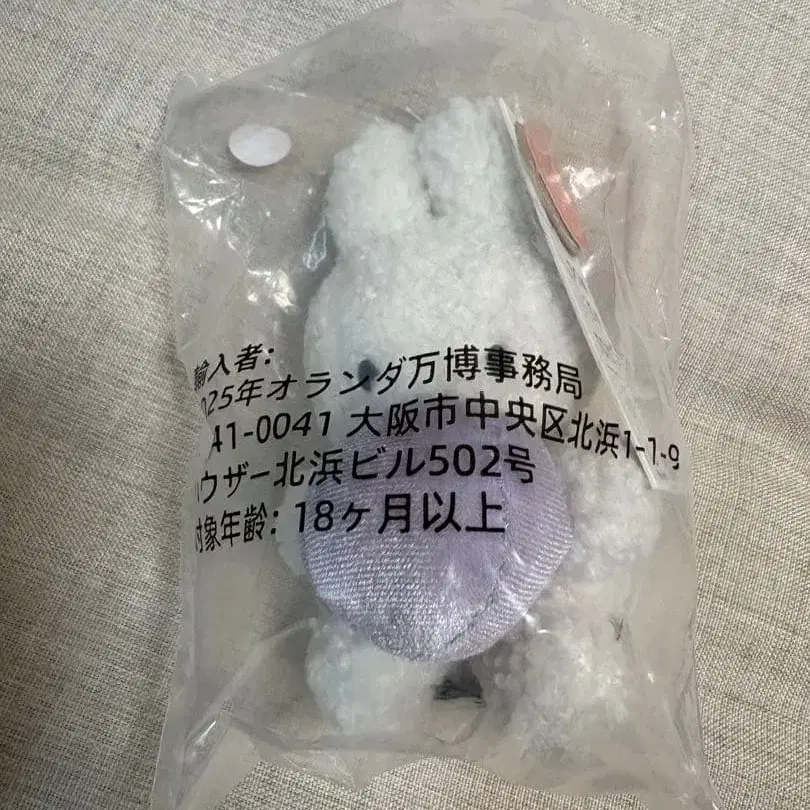 輸入者:
025年オランダ万博事務局
41-0041 大阪市中央区北浜1-1-9
ハウザー北浜ビル502号
対象年齢: 18ヶ月以上